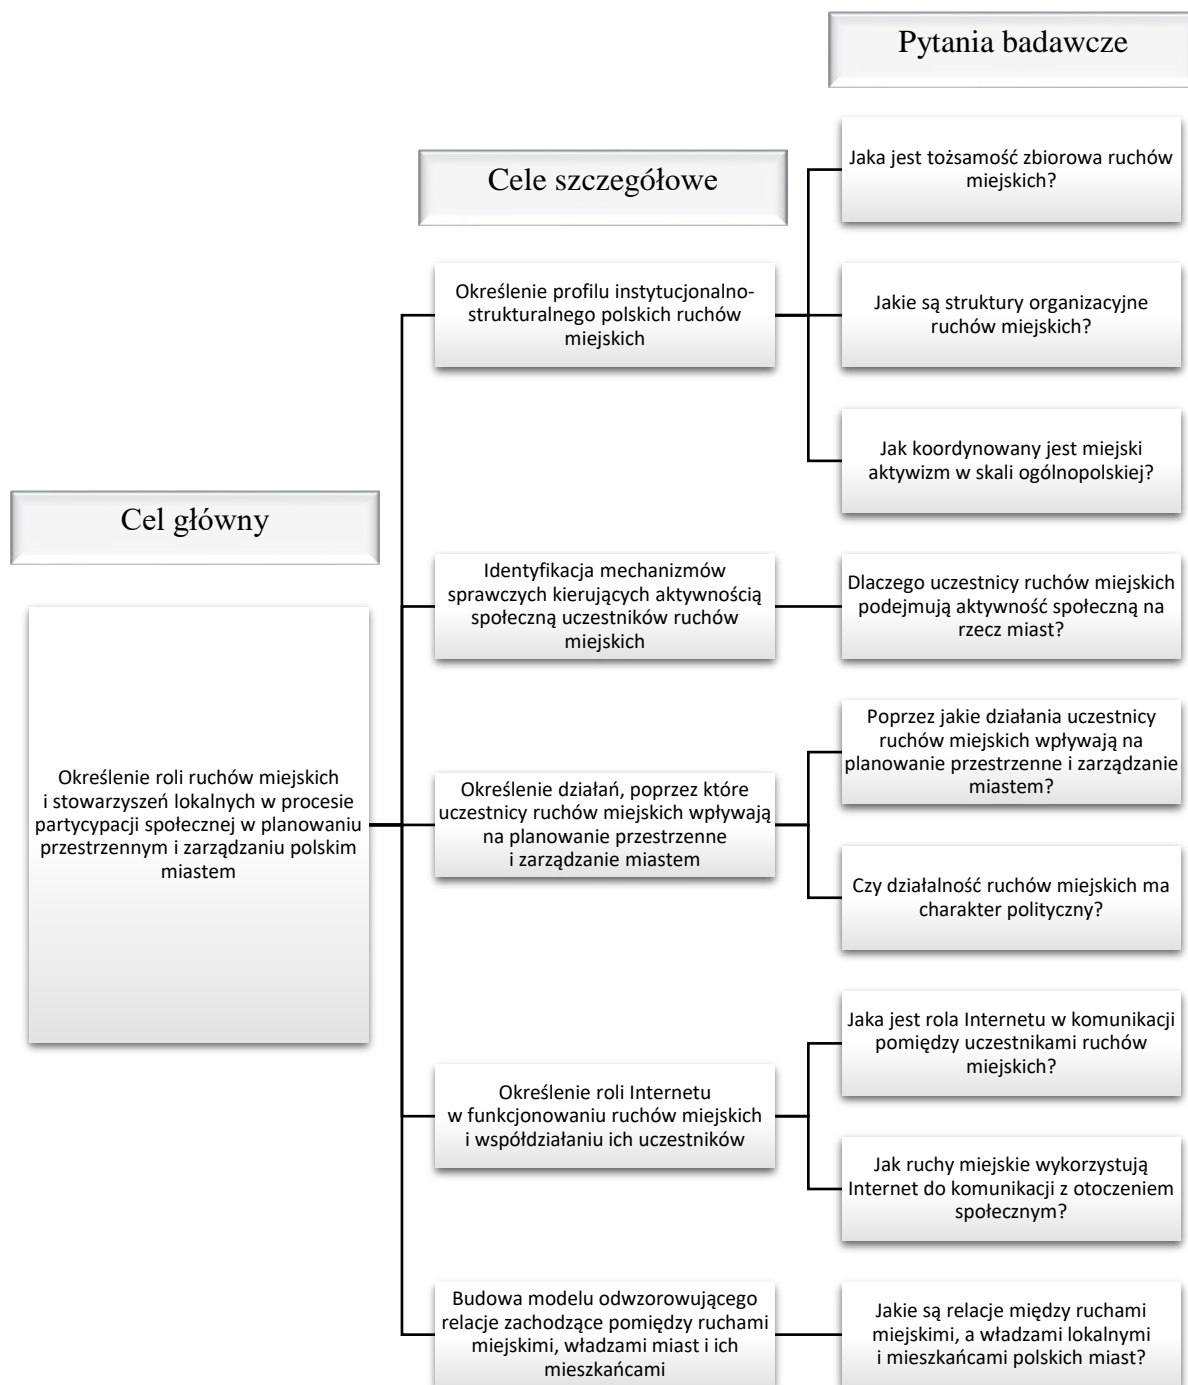 Pytania badawcze
Jaka jest tożsamość zbiorowa ruchów
miejskich?
Cele szczegółowe
Określenie profilu instytucjonalno-
strukturalnego polskich ruchów
miejskich
Jakie są struktury organizacyjne
ruchów miejskich?
Jak koordynowany jest miejski
aktywizm w skali ogólnopolskiej?
Cel główny
Określenie roli ruchów miejskich
i stowarzyszeń lokalnych w procesie
partycypacji społecznej w planowaniu
przestrzennym i zarządzaniu polskim
miastem
Identyfikacja mechanizmów
sprawczych kierujących aktywnością
społeczną uczestników ruchów
miejskich
Dlaczego uczestnicy ruchów miejskich
podejmują aktywność społeczną na
rzecz miast?
Określenie działań, poprzez które
uczestnicy ruchów miejskich wpływają
na planowanie przestrzenne
i zarządzanie miastem
Poprzez jakie działania uczestnicy
ruchów miejskich wpływają na
planowanie przestrzenne i zarządzanie
miastem?
Czy działalność ruchów miejskich ma
charakter polityczny?
Określenie roli Internetu
w funkcjonowaniu ruchów miejskich
i współdziałaniu ich uczestników
Jaka jest rola Internetu w komunikacji
pomiędzy uczestnikami ruchów
miejskich?
Jak ruchy miejskie wykorzystują
Internet do komunikacji z otoczeniem
społecznym?
Budowa modelu odwzorowującego
relacje zachodzące pomiędzy ruchami
miejskimi, władzami miast i ich
mieszkańcami
Jakie są relacje między ruchami
miejskimi, a władzami lokalnymi
i mieszkańcami polskich miast?